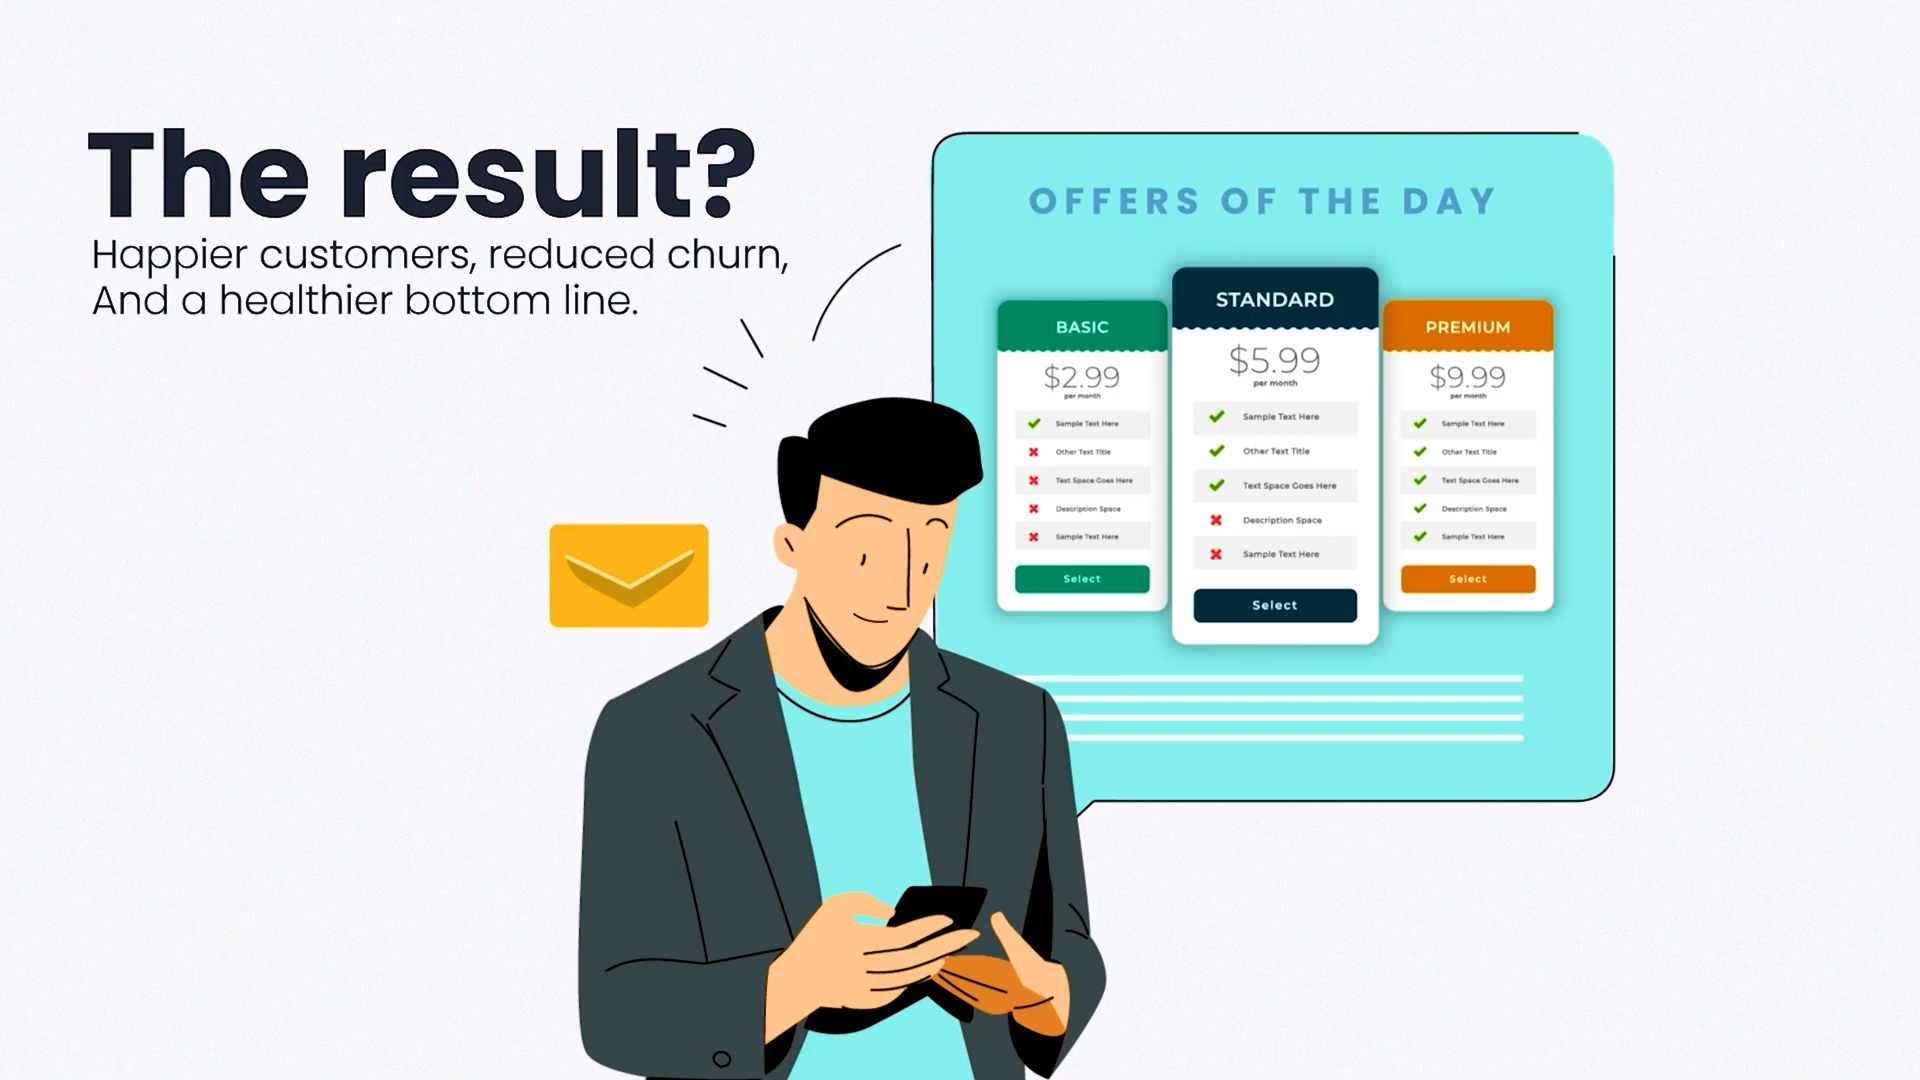 The result?
Happier customers, reduced churn,
And a healthier bottom line.
OFFERS OF THE DAY
BASIC
$2.99
per month
Sample Text Here
Other Text Title
Text Space Goes Here
Description Space
Sample Text Here
Select
STANDARD
$5.99
per month
Sample Text Here
Other Text Title
Text Space Goes Here
Description Space
Sample Text Here
Select
PREMIUM
$9.99
per month
Sample Text Here
Other Text Title
Text Space Goes Here
Description Space
Sample Text Here
Select